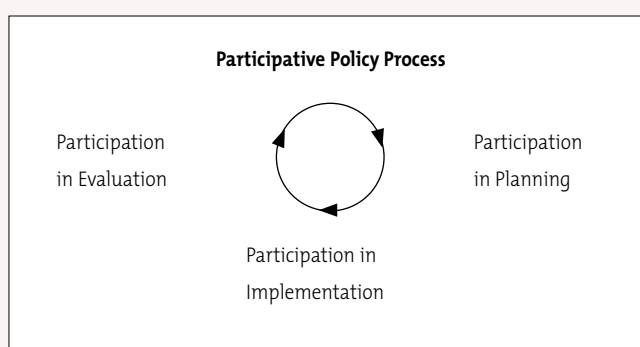 Participative Policy Process
Participation
in Evaluation
Participation
in Planning
Participation in
Implementation